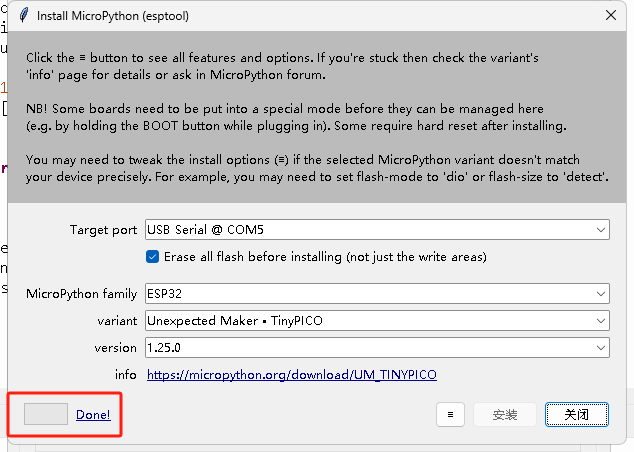 Install MicroPython (esptool)
Click the ≡ button to see all features and options. If you're stuck then check the variant's
'info' page for details or ask in MicroPython forum.
NB! Some boards need to be put into a special mode before they can be managed here
(e.g. by holding the BOOT button while plugging in). Some require hard reset after installing.
You may need to tweak the install options (≡) if the selected MicroPython variant doesn't match
your device precisely. For example, you may need to set flash-mode to 'dio' or flash-size to 'detect'.
Target port USB Serial @ COM5
Erase all flash before installing (not just the write areas)
MicroPython family ESP32
variant Unexpected Maker • TinyPICO
version 1.25.0
info https://micropython.org/download/UM_TINYPICO
Done! ≡ 安装 关闭